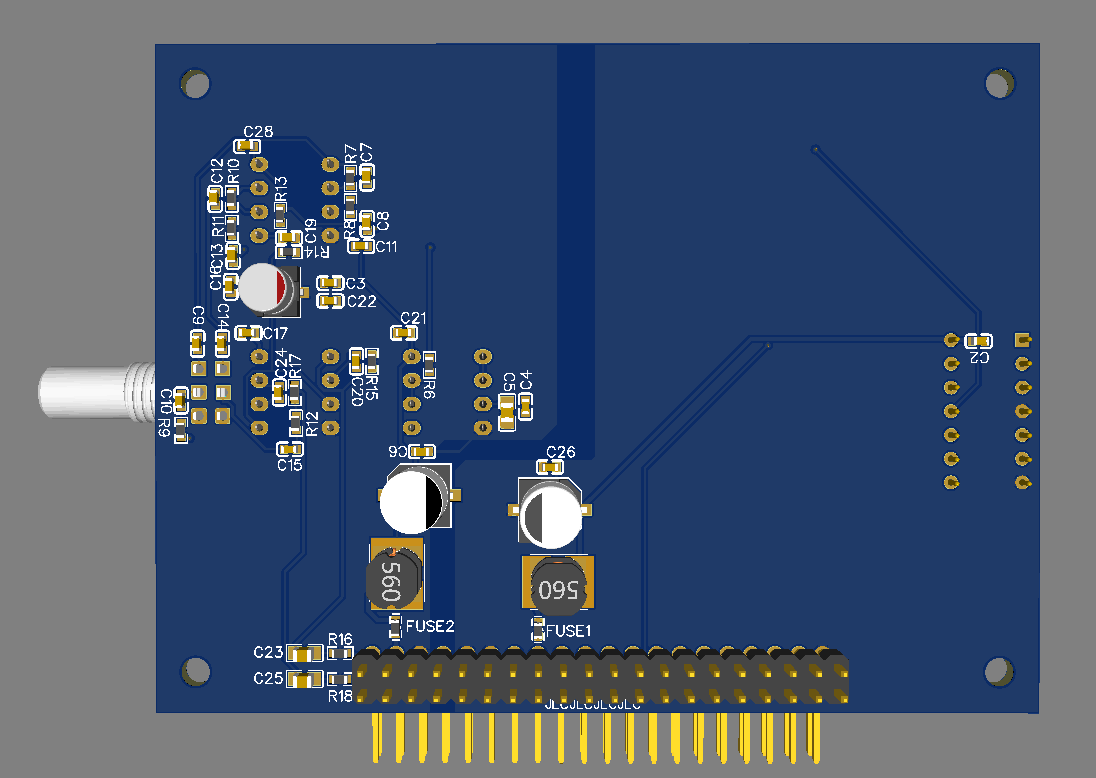 C28
C12
R10
R7
C7
R13
R11
R8
C8
C19
R14
C11
C13
C16
C3
C22
C9
C14
C17
C21
C2
C24
R17
C20
R15
R6
C5
C4
C10
R9
R12
C15
C6
C26
560
560
FUSE2
FUSE1
C23
R16
C25
R18
JLCJLCJLCJLC